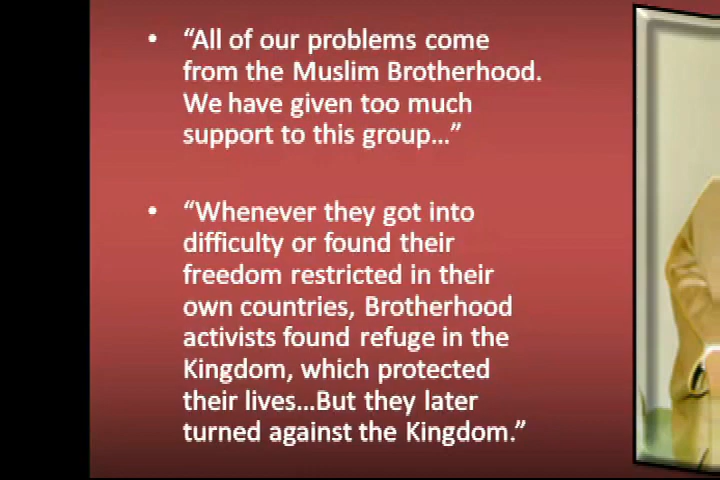 • “All of our problems come
from the Muslim Brotherhood.
We have given too much
support to this group…”
• “Whenever they got into
difficulty or found their
freedom restricted in their
own countries, Brotherhood
activists found refuge in the
Kingdom, which protected
their lives…But they later
turned against the Kingdom.”